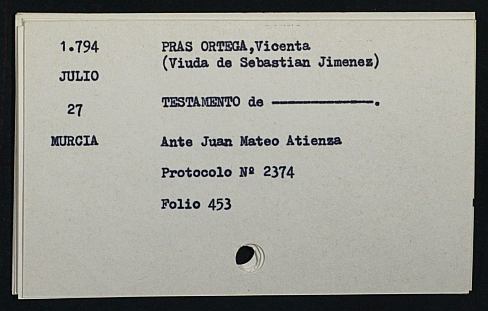 1.794 PRAS ORTEGA,Vicenta
(Viuda de Sebastian Jimenez)
JULIO
27 TESTAMENTO de ----------------.
MURCIA Ante Juan Mateo Atienza
Protocolo Nº 2374
Folio 453